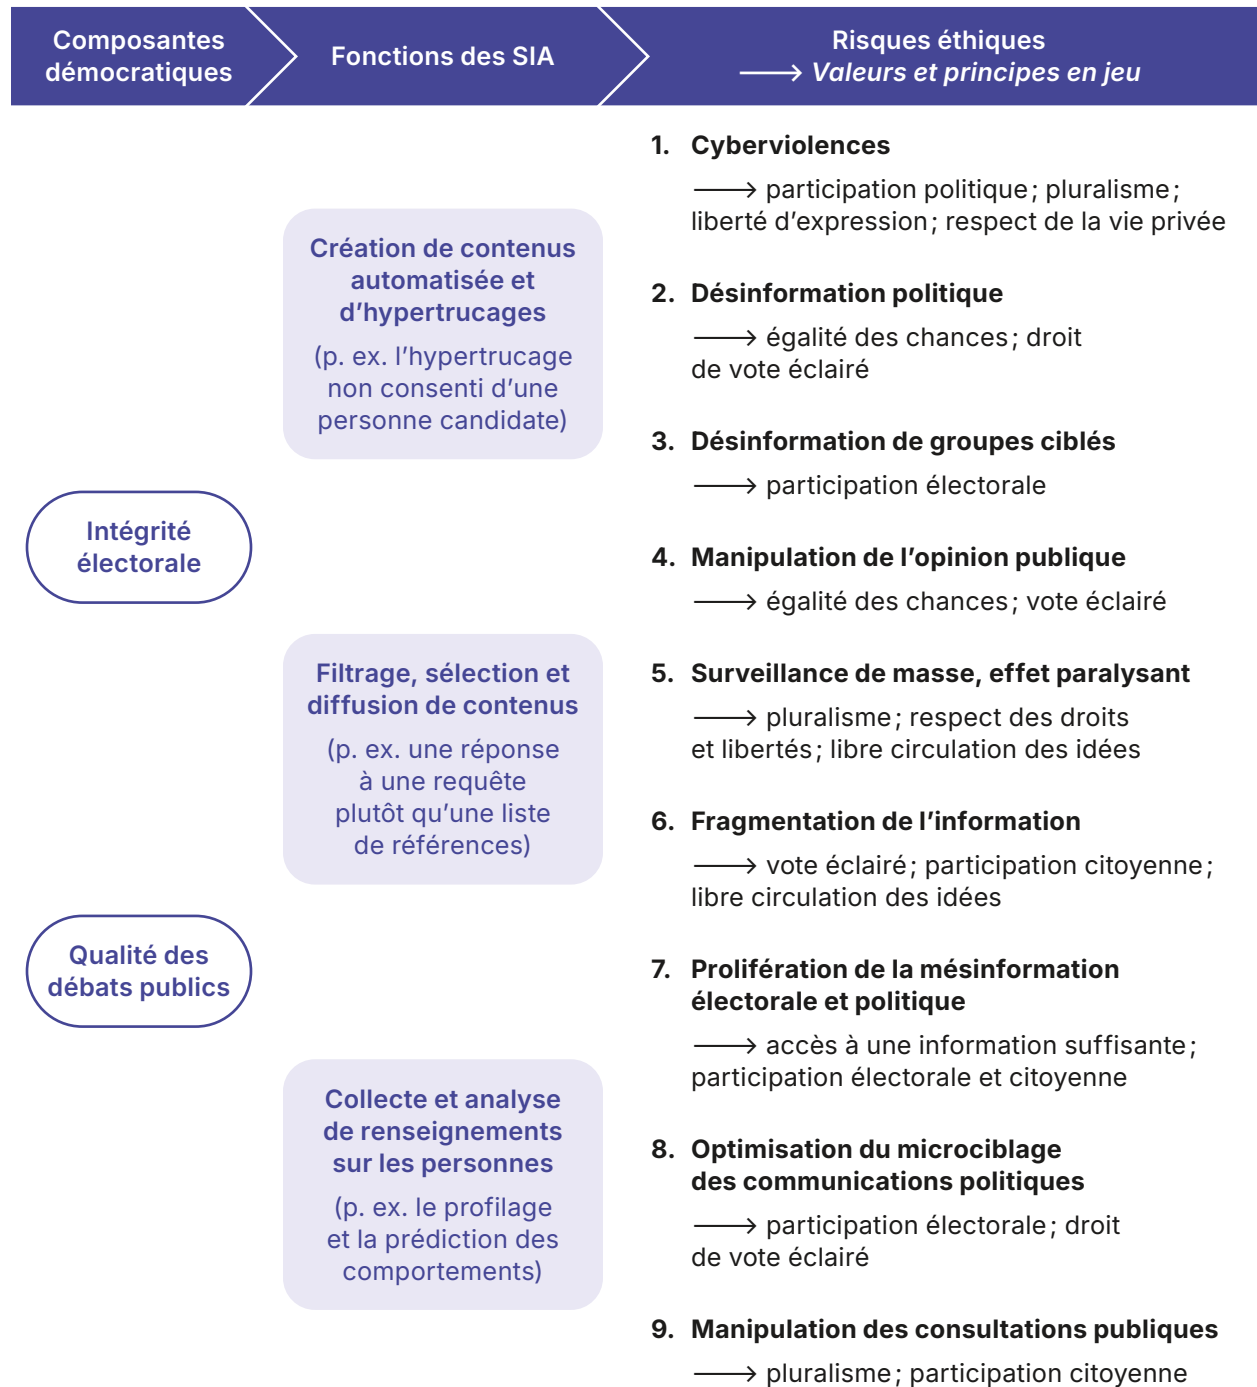 Composantes
démocratiques
Fonctions des SIA
Risques éthiques
⟶ Valeurs et principes en jeu
Intégrité
électorale
Qualité des
débats publics
Création de contenus
automatisée et
d’hypertrucages
(p. ex. l’hypertrucage
non consenti d’une
personne candidate)
Filtrage, sélection et
diffusion de contenus
(p. ex. une réponse
à une requête
plutôt qu’une liste
de références)
Collecte et analyse
de renseignements
sur les personnes
(p. ex. le profilage
et la prédiction des
comportements)
1. Cyberviolences
⟶ participation politique ; pluralisme ;
liberté d’expression ; respect de la vie privée
2. Désinformation politique
⟶ égalité des chances ; droit
de vote éclairé
3. Désinformation de groupes ciblés
⟶ participation électorale
4. Manipulation de l’opinion publique
⟶ égalité des chances ; vote éclairé
5. Surveillance de masse, effet paralysant
⟶ pluralisme ; respect des droits
et libertés ; libre circulation des idées
6. Fragmentation de l’information
⟶ vote éclairé ; participation citoyenne ;
libre circulation des idées
7. Prolifération de la mésinformation
électorale et politique
⟶ accès à une information suffisante ;
participation électorale et citoyenne
8. Optimisation du microciblage
des communications politiques
⟶ participation électorale ; droit
de vote éclairé
9. Manipulation des consultations publiques
⟶ pluralisme ; participation citoyenne